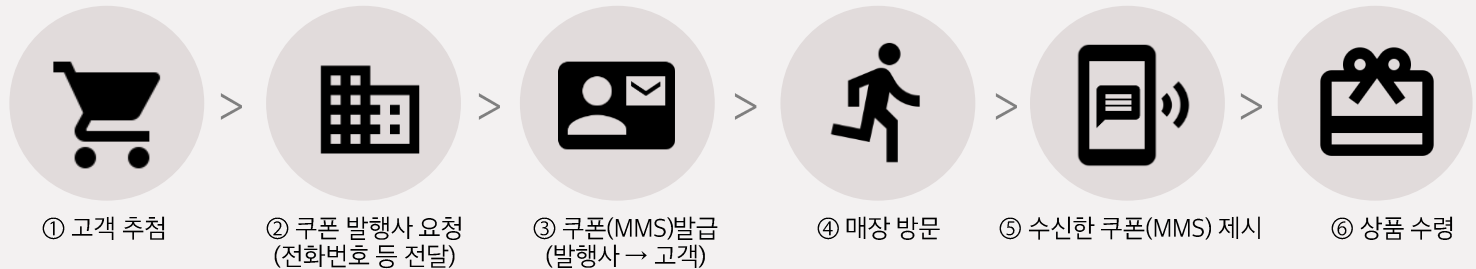 ① 고객 추첨
② 쿠폰 발행사 요청
(전화번호 등 전달)
③ 쿠폰(MMS)발급
(발행사 → 고객)
④ 매장 방문
⑤ 수신한 쿠폰(MMS) 제시
⑥ 상품 수령